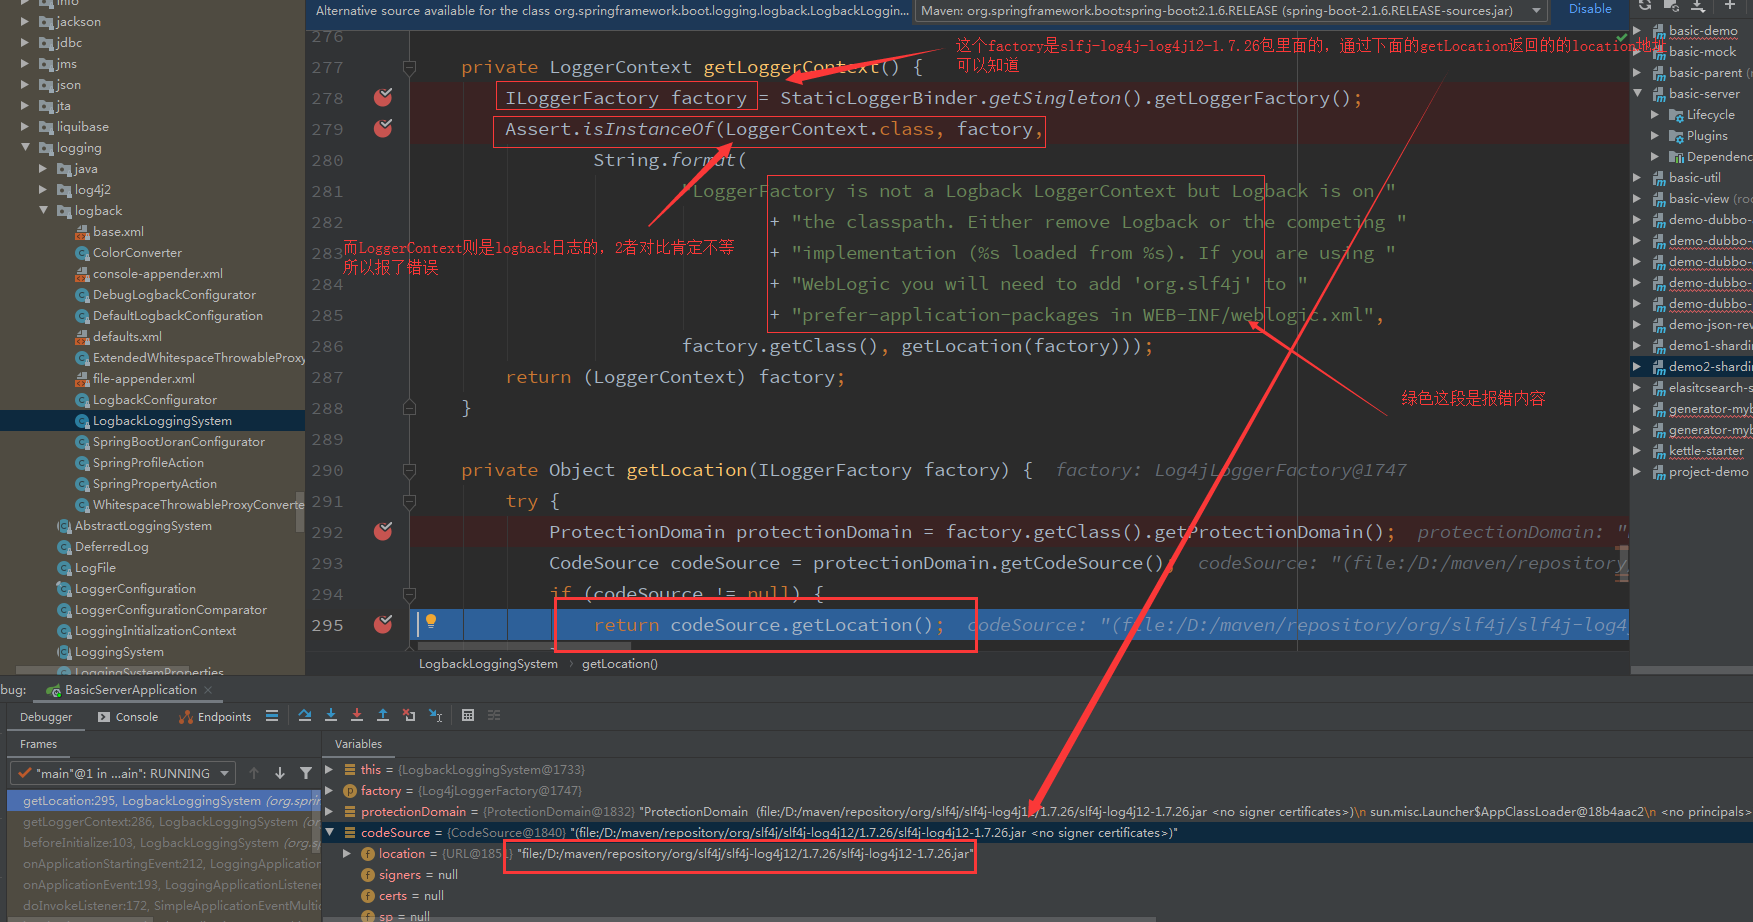 info
jackson
jdbc
jms
json
jta
liquibase
logging
java
log4j2
logback
base.xml
ColorConverter
console-appender.xml
DebugLogbackConfigurator
DefaultLogbackConfiguration
defaults.xml
ExtendedWhitespaceThrowableProxy
file-appender.xml
LogbackConfigurator
LogbackLoggingSystem
SpringBootJoranConfigurator
SpringProfileAction
SpringPropertyAction
WhitespaceThrowableProxyConverte
AbstractLoggingSystem
DeferredLog
LogFile
LoggerConfiguration
LoggerConfigurationComparator
LoggingInitializationContext
LoggingSystem
LoggingSystemProperties
Alternative source available for the class org.springframework.boot.logging.logback.LogbackLoggin...
Maven: org.springframework.boot:spring-boot:2.1.6.RELEASE (spring-boot-2.1.6.RELEASE-sources.jar)
Disable
276
277 private LoggerContext getLoggerContext() {
278 ILoggerFactory factory = StaticLoggerBinder.getSingleton().getLoggerFactory();
279 Assert.isInstanceOf(LoggerContext.class, factory,
280 String.format(
281 "LoggerFactory is not a Logback LoggerContext but Logback is on "
282 + "the classpath. Either remove Logback or the competing "
283 + "implementation (%s loaded from %s). If you are using "
284 + "WebLogic you will need to add 'org.slf4j' to "
285 + "prefer-application-packages in WEB-INF/weblogic.xml",
286 factory.getClass(), getLocation(factory)));
287 return (LoggerContext) factory;
288 }
289
290 private Object getLocation(ILoggerFactory factory) { factory: Log4jLoggerFactory@1747
291 try {
292 ProtectionDomain protectionDomain = factory.getClass().getProtectionDomain(); protectionDomain: "
293 CodeSource codeSource = protectionDomain.getCodeSource(); codeSource: "(file:/D:/maven/repository
294 if (codeSource != null) {
295 return codeSource.getLocation(); codeSource: "(file:/D:/maven/repository/org/slf4j/slf4j-log4
这个factory是slfj-log4j-log4j12-1.7.26包里面的，通过下面的getLocation返回的的location地址
可以知道
而LoggerContext则是logback日志的，2者对比肯定不等
所以报了错误
绿色这段是报错内容
LogbackLoggingSystem › getLocation()
basic-demo
basic-mock
basic-parent (r
basic-server
Lifecycle
Plugins
Dependenc
basic-util
basic-view (roo
demo-dubbo-
demo-dubbo-
demo-dubbo-
demo-dubbo-
demo-dubbo-
demo-json-rev
demo1-shardin
demo2-shardin
elasitcsearch-s
generator-myb
generator-myb
kettle-starter
project-demo
bug: BasicServerApplication ×
Debugger Console Endpoints
Frames
"main"@1 in ...ain": RUNNING
getLocation:295, LogbackLoggingSystem (org.sprin
getLoggerContext:286, LogbackLoggingSystem (
beforeInitialize:103, LogbackLoggingSystem (org.s
onApplicationStartingEvent:212, LoggingApplication
onApplicationEvent:193, LoggingApplicationListener
doInvokeListener:172, SimpleApplicationEventMultic
Variables
this = {LogbackLoggingSystem@1733}
factory = {Log4jLoggerFactory@1747}
protectionDomain = {ProtectionDomain@1832} "ProtectionDomain (file:/D:/maven/repository/org/slf4j/slf4j-log4j12/1.7.26/slf4j-log4j12-1.7.26.jar <no signer certificates>)\n sun.misc.Launcher$AppClassLoader@18b4aac2\n <no principals>
codeSource = {CodeSource@1840} "(file:/D:/maven/repository/org/slf4j/slf4j-log4j12/1.7.26/slf4j-log4j12-1.7.26.jar <no signer certificates>)"
location = {URL@185 } "file:/D:/maven/repository/org/slf4j/slf4j-log4j12/1.7.26/slf4j-log4j12-1.7.26.jar"
signers = null
certs = null
sp = null